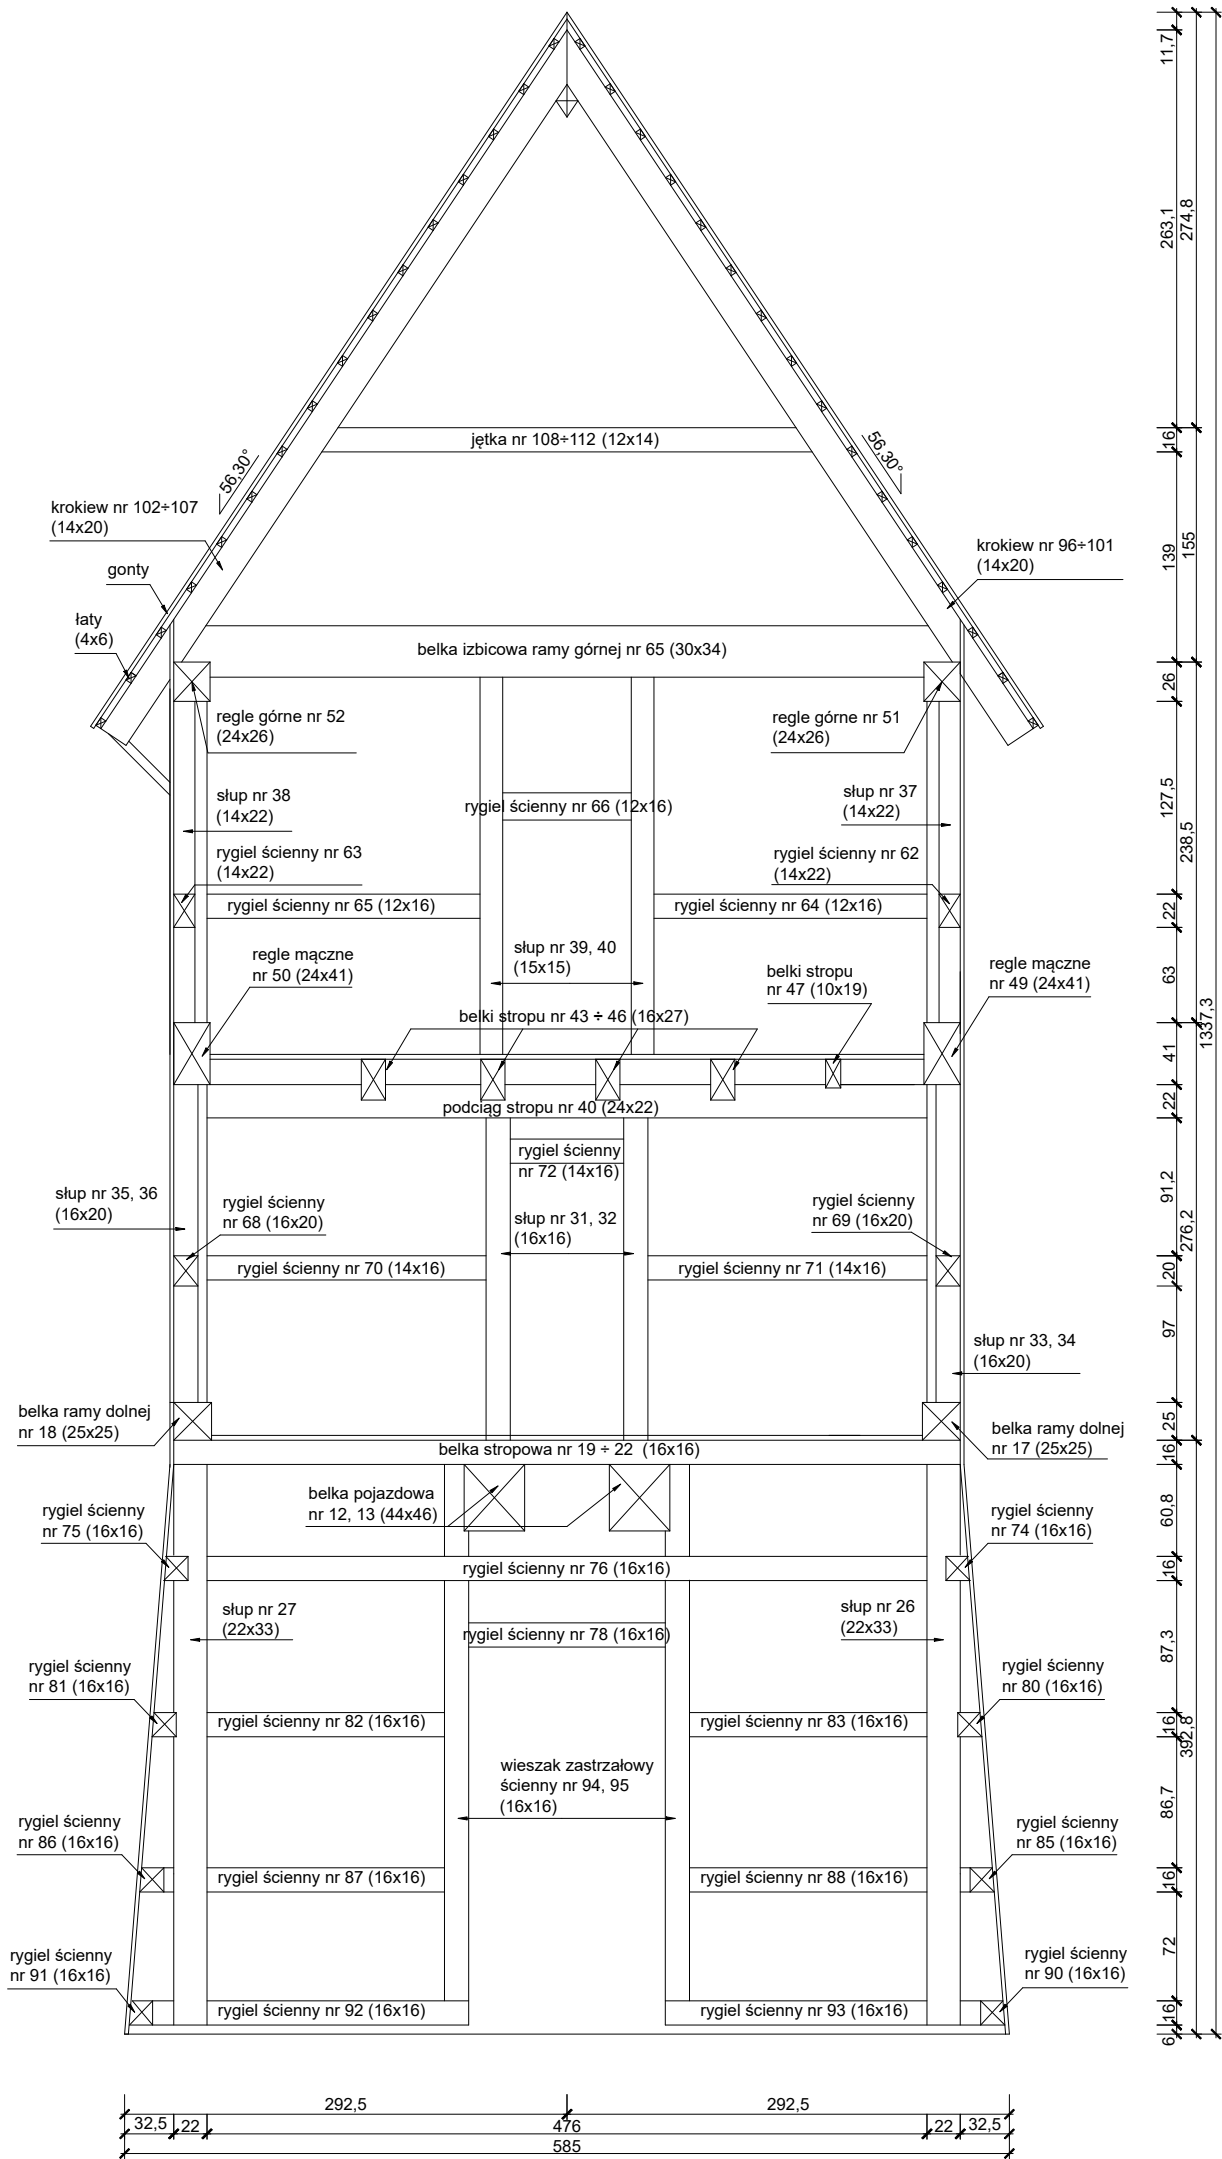 11,7
263,1
274,8
jętka nr 108÷112 (12x14)
16
56,30°
56,30°
krokiew nr 102÷107
(14x20)
krokiew nr 96÷101
(14x20)
139
155
gonty
łaty
(4x6)
belka izbicowa ramy górnej nr 65 (30x34)
26
regle górne nr 52
(24x26)
regle górne nr 51
(24x26)
słup nr 38
(14x22)
rygiel ścienny nr 66 (12x16)
słup nr 37
(14x22)
127,5
238,5
rygiel ścienny nr 63
(14x22)
rygiel ścienny nr 62
(14x22)
rygiel ścienny nr 65 (12x16)
rygiel ścienny nr 64 (12x16)
22
regle mączne
nr 50 (24x41)
słup nr 39, 40
(15x15)
belki stropu
nr 47 (10x19)
regle mączne
nr 49 (24x41)
63
belki stropu nr 43 ÷ 46 (16x27)
1337,3
41
podciąg stropu nr 40 (24x22)
22
rygiel ścienny
nr 72 (14x16)
słup nr 35, 36
(16x20)
rygiel ścienny
nr 68 (16x20)
słup nr 31, 32
(16x16)
rygiel ścienny
nr 69 (16x20)
91,2
276,2
rygiel ścienny nr 70 (14x16)
rygiel ścienny nr 71 (14x16)
20
97
słup nr 33, 34
(16x20)
belka ramy dolnej
nr 18 (25x25)
belka ramy dolnej
nr 17 (25x25)
25
belka stropowa nr 19 ÷ 22 (16x16)
16
belka pojazdowa
nr 12, 13 (44x46)
rygiel ścienny
nr 75 (16x16)
rygiel ścienny
nr 74 (16x16)
60,8
rygiel ścienny nr 76 (16x16)
16
słup nr 27
(22x33)
słup nr 26
(22x33)
rygiel ścienny nr 78 (16x16)
87,3
rygiel ścienny
nr 81 (16x16)
rygiel ścienny
nr 80 (16x16)
rygiel ścienny nr 82 (16x16)
rygiel ścienny nr 83 (16x16)
16
392,8
wieszak zastrzałowy
ścienny nr 94, 95
(16x16)
86,7
rygiel ścienny
nr 86 (16x16)
rygiel ścienny
nr 85 (16x16)
rygiel ścienny nr 87 (16x16)
rygiel ścienny nr 88 (16x16)
16
72
rygiel ścienny
nr 91 (16x16)
rygiel ścienny
nr 90 (16x16)
rygiel ścienny nr 92 (16x16)
rygiel ścienny nr 93 (16x16)
16
6
292,5
292,5
32,5
22
476
22
32,5
585